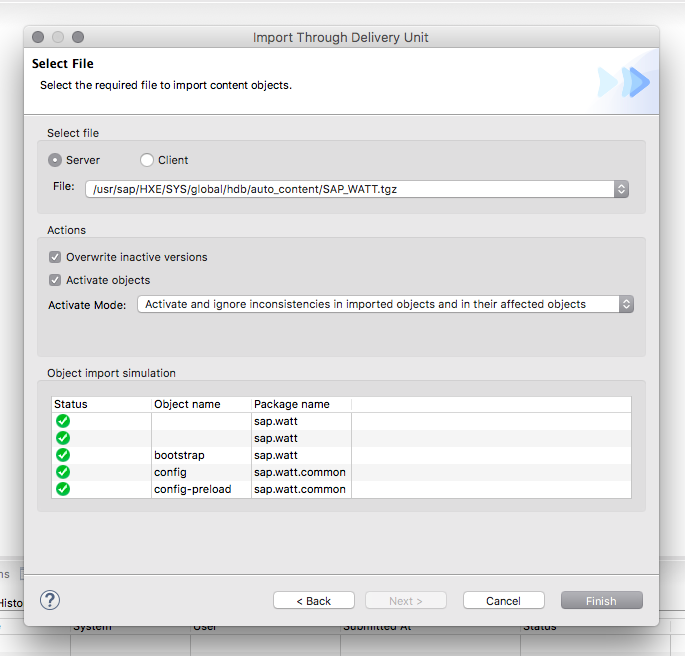 Import Through Delivery Unit
Select File
Select the required file to import content objects.
Select file
Server
Client
File:
/usr/sap/HXE/SYS/global/hdb/auto_content/SAP_WATT.tgz
Actions
Overwrite inactive versions
Activate objects
Activate Mode:
Activate and ignore inconsistencies in imported objects and in their affected objects
Object import simulation
Status Object name Package name
sap.watt
sap.watt
bootstrap sap.watt
config sap.watt.common
config-preload sap.watt.common
? < Back Next > Cancel Finish
System User Submitted At Status